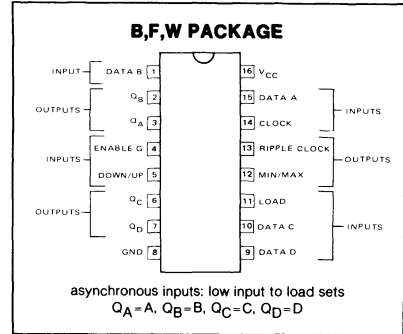 B,F,W PACKAGE
INPUT DATA B 1 16 VCC
QB 2 15 DATA A
OUTPUTS INPUTS
QA 3 14 CLOCK
ENABLE G 4 13 RIPPLE CLOCK
INPUTS OUTPUTS
DOWN/UP 5 12 MIN/MAX
QC 6 11 LOAD
OUTPUTS
QD 7 10 DATA C INPUTS
GND 8 9 DATA D
asynchronous inputs: low input to load sets
QA=A, QB=B, QC=C, QD=D